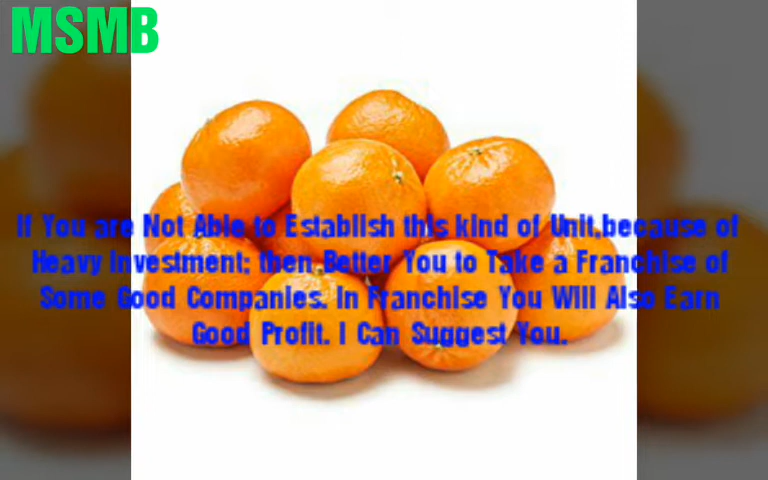 MSMB
If You are Not Able to Establish this kind of Unit,because of
Heavy Investment; then Better You to Take a Franchise of
Some Good Companies. In Franchise You Will Also Earn
Good Profit. I Can Suggest You.